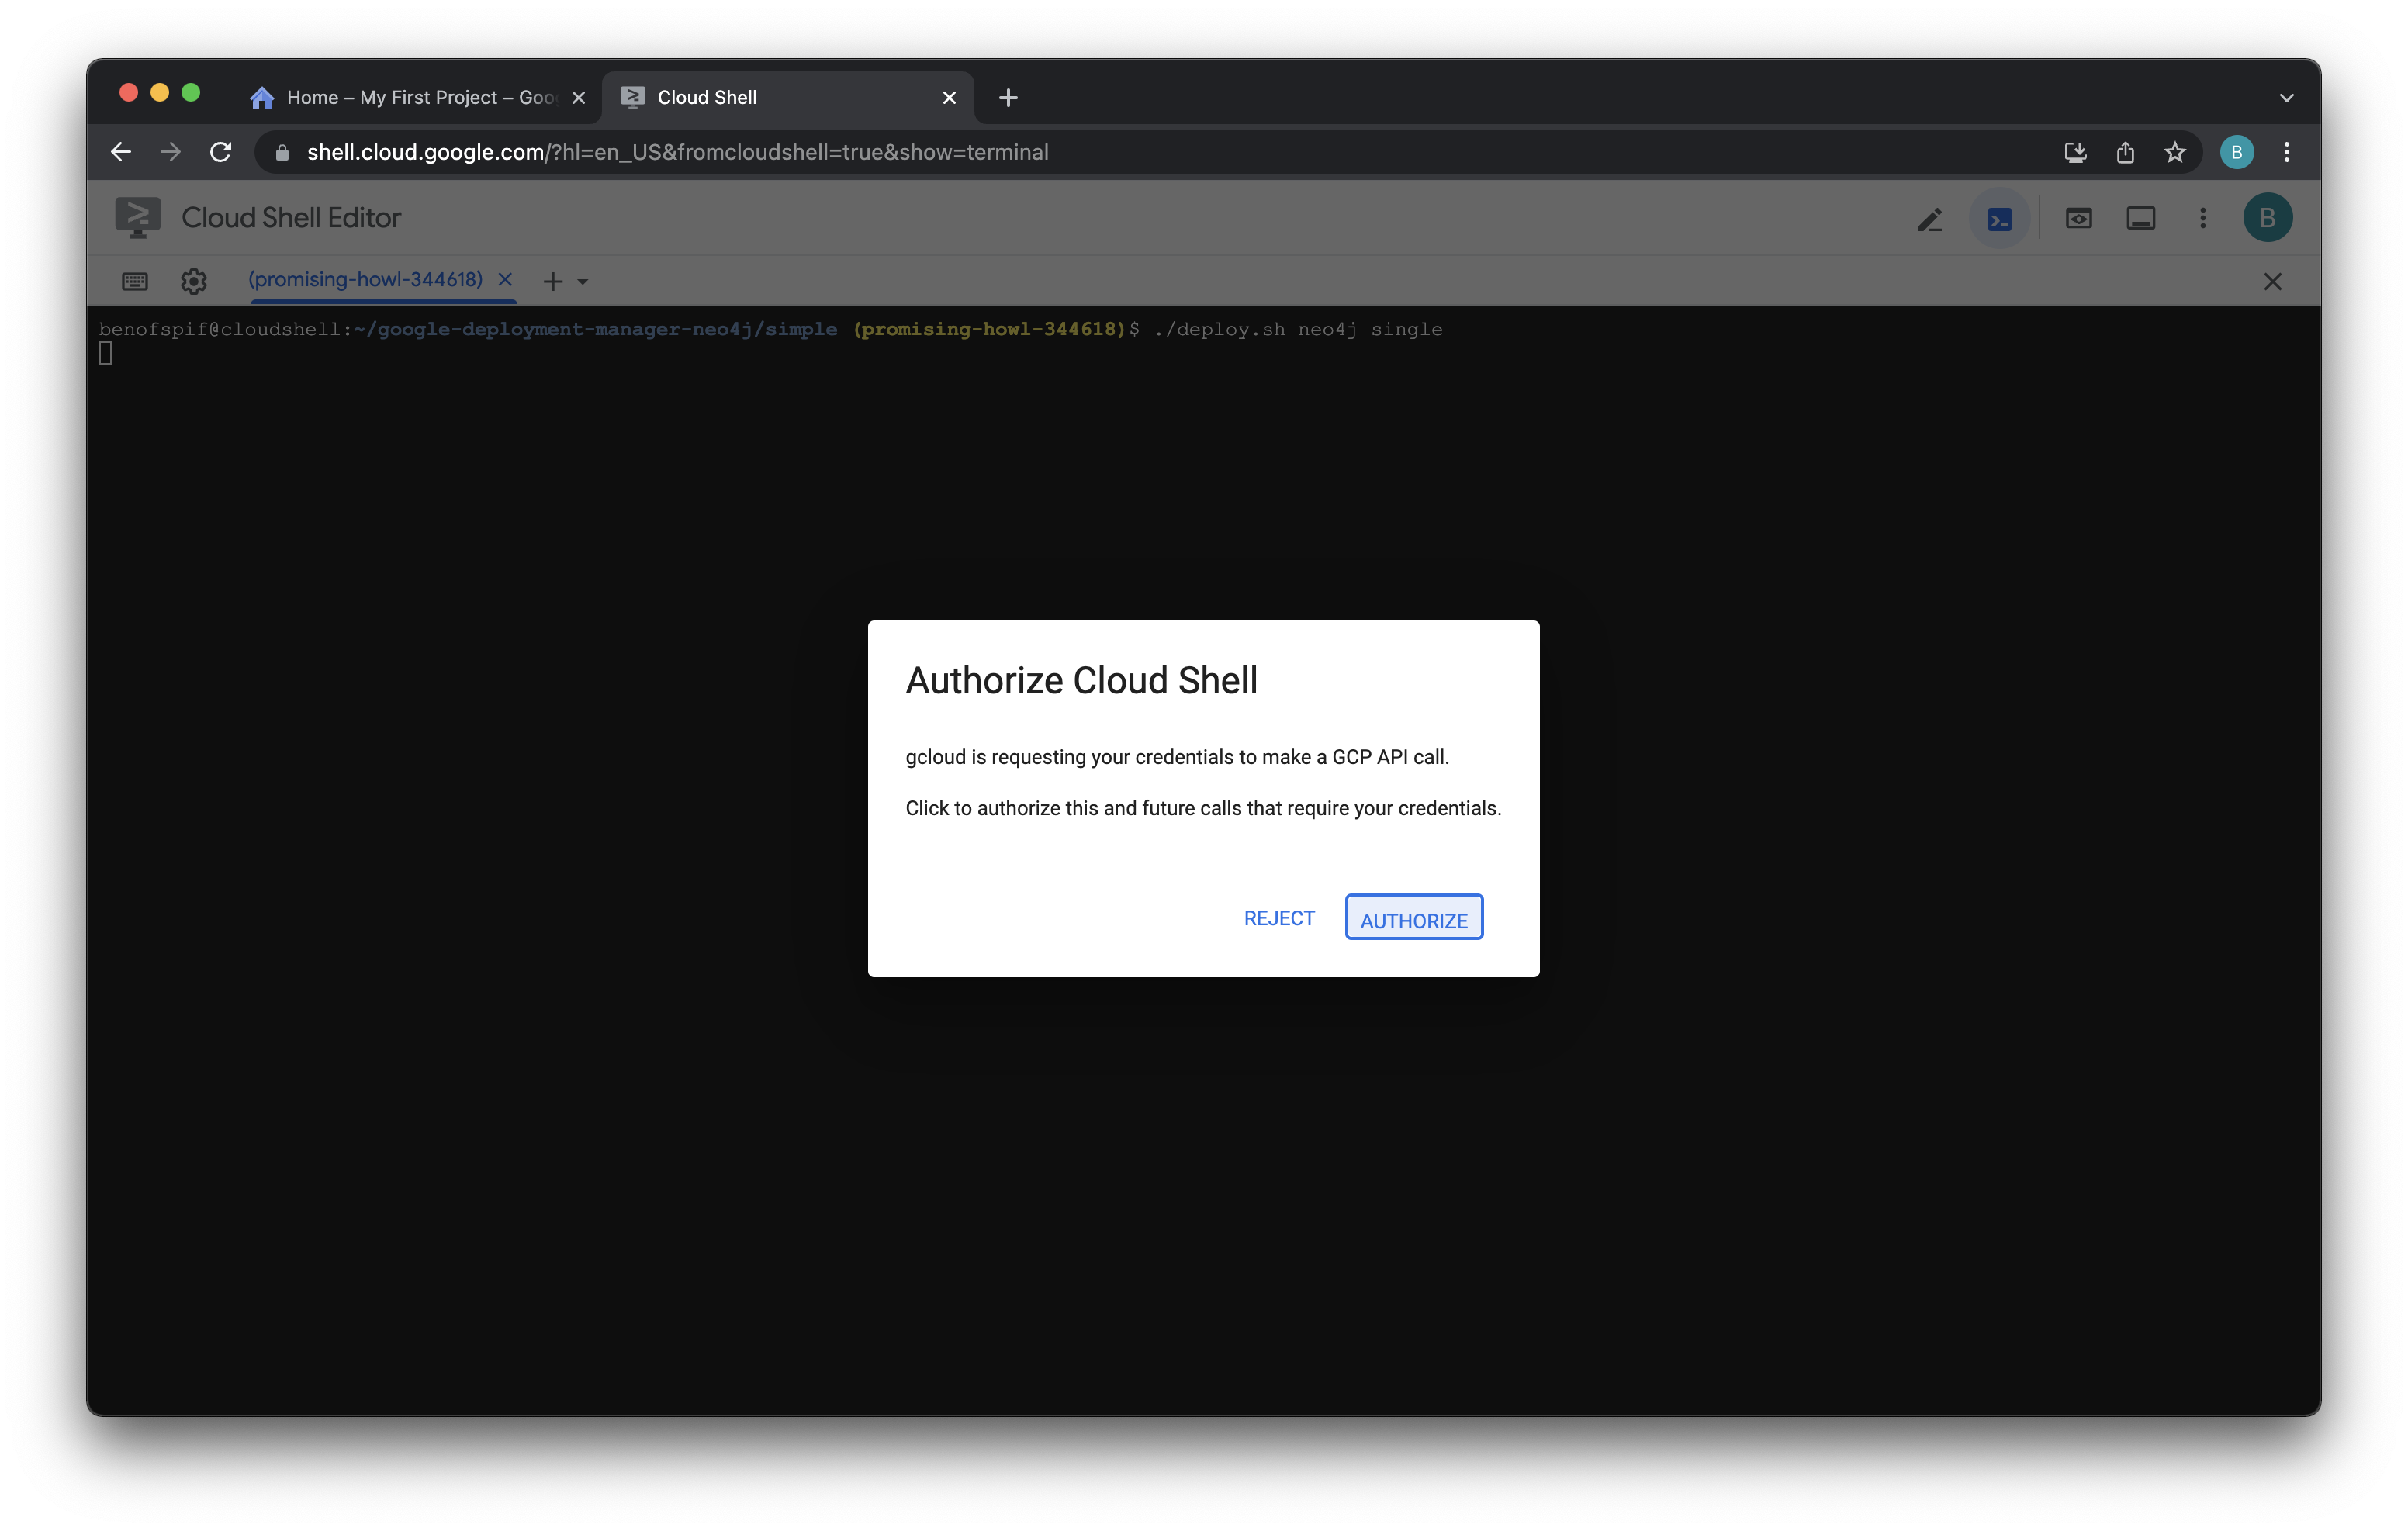 Home – My First Project – Goo
Cloud Shell
shell.cloud.google.com/?hl=en_US&fromcloudshell=true&show=terminal
B
Cloud Shell Editor
B
(promising-howl-344618)
benofspif@cloudshell:~/google-deployment-manager-neo4j/simple (promising-howl-344618)$ ./deploy.sh neo4j single
Authorize Cloud Shell
gcloud is requesting your credentials to make a GCP API call.
Click to authorize this and future calls that require your credentials.
REJECT AUTHORIZE